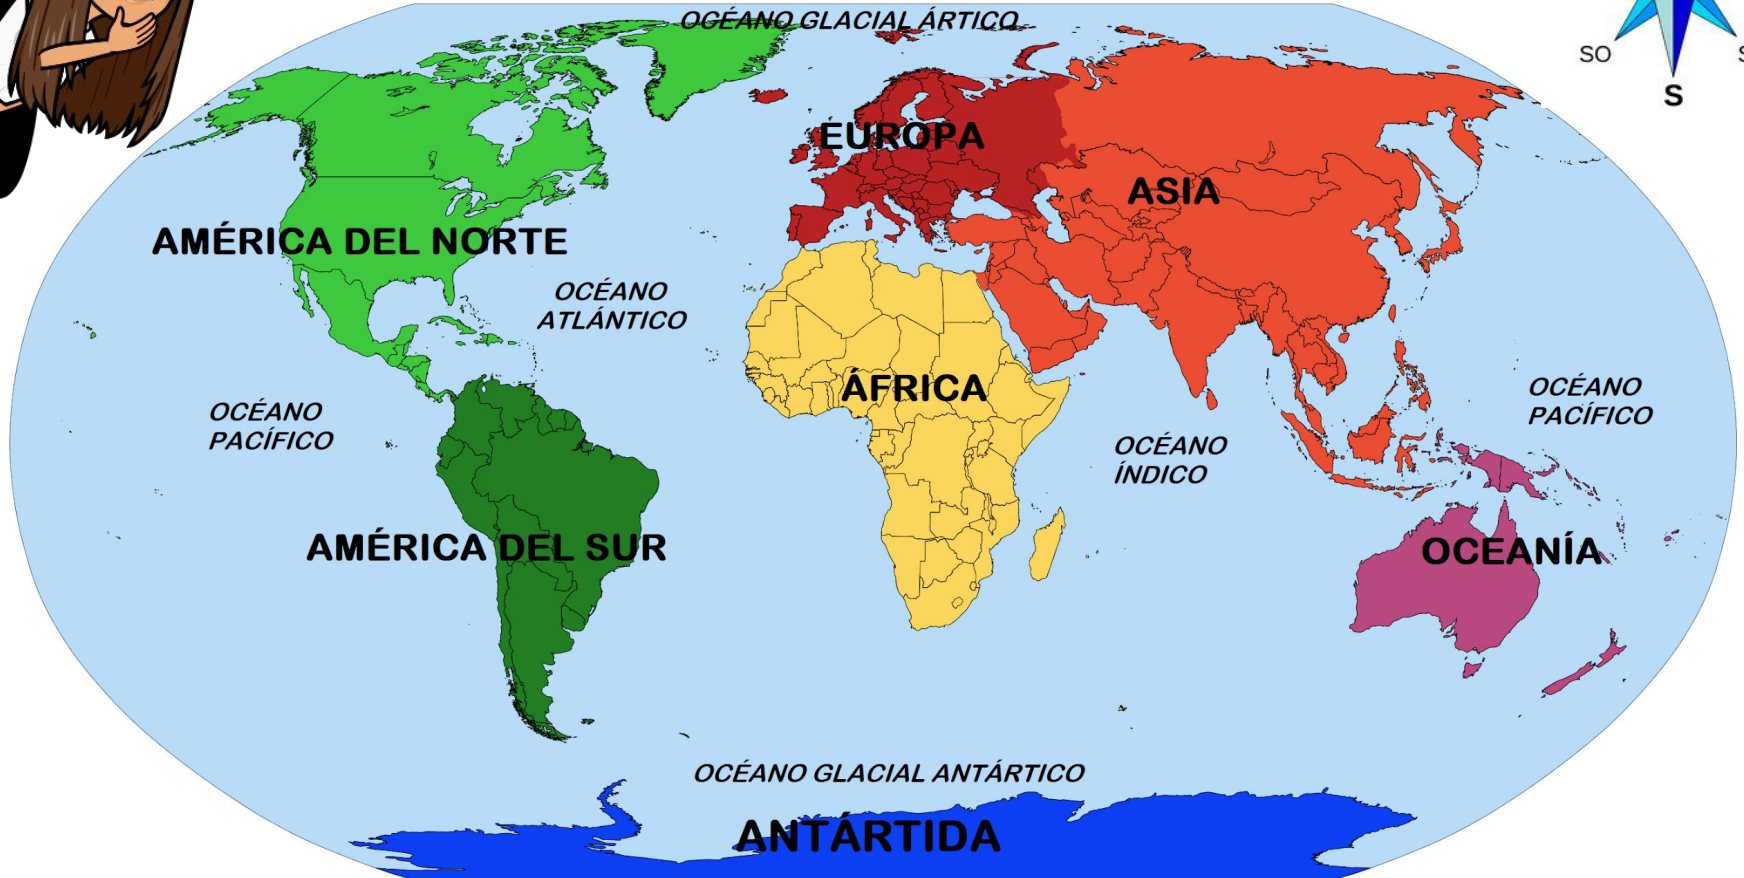 OCÉANO GLACIAL ÁRTICO
SO
S
EUROPA
ASIA
AMÉRICA DEL NORTE
OCÉANO
ATLÁNTICO
ÁFRICA
OCÉANO
PACÍFICO
OCÉANO
PACÍFICO
OCÉANO
ÍNDICO
AMÉRICA DEL SUR
OCEANÍA
OCÉANO GLACIAL ANTÁRTICO
ANTÁRTIDA